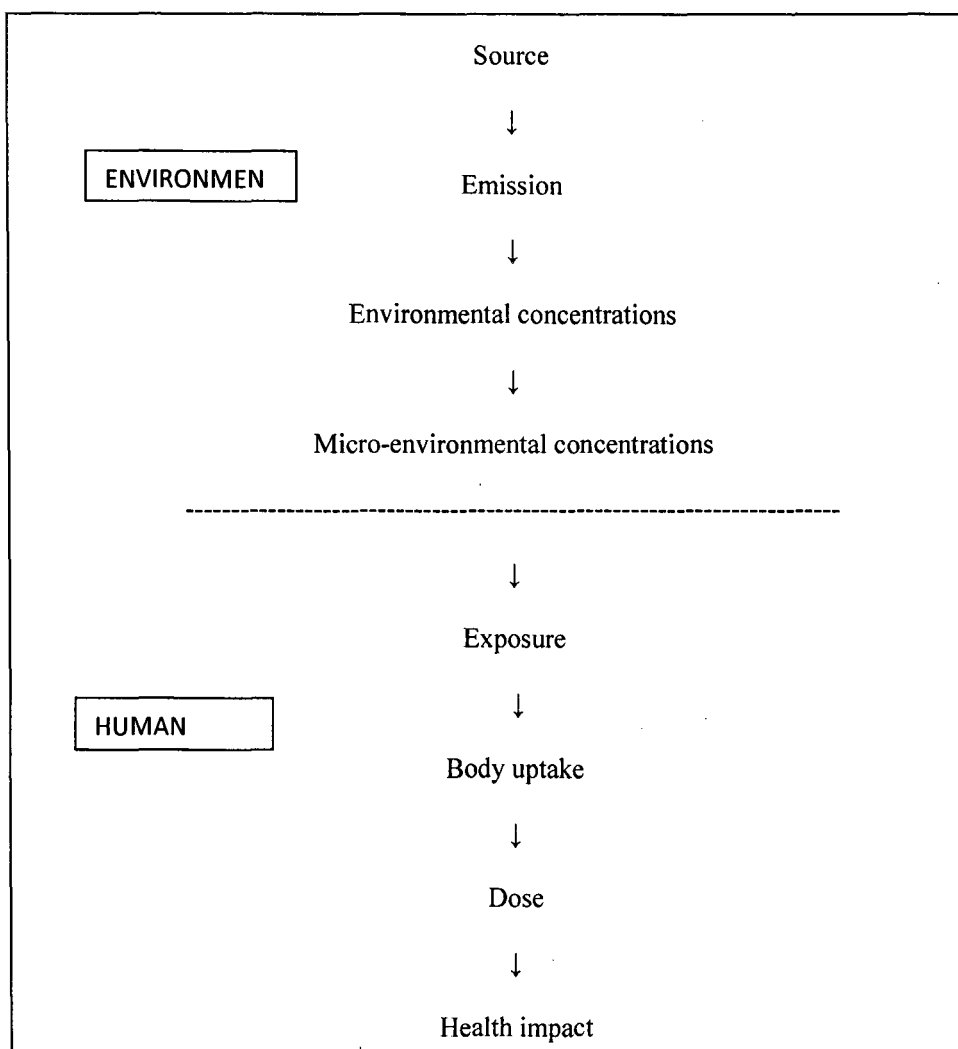 Source
↓
ENVIRONMEN
Emission
↓
Environmental concentrations
↓
Micro-environmental concentrations
↓
Exposure
↓
HUMAN
Body uptake
↓
Dose
↓
Health impact